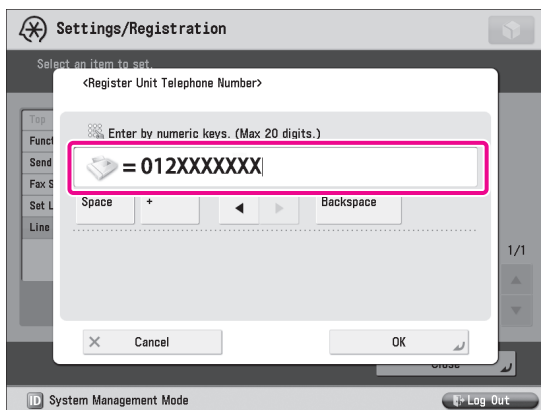 Settings/Registration
Select an item to set.
<Register Unit Telephone Number>
Top
Enter by numeric keys. (Max 20 digits.)
Funct
Send
= 012XXXXXXX
Fax S
Set L
Space + ◀ ▶ Backspace
Line
1/1
▲
▼
× Cancel
OK
Close
ID System Management Mode
Log Out